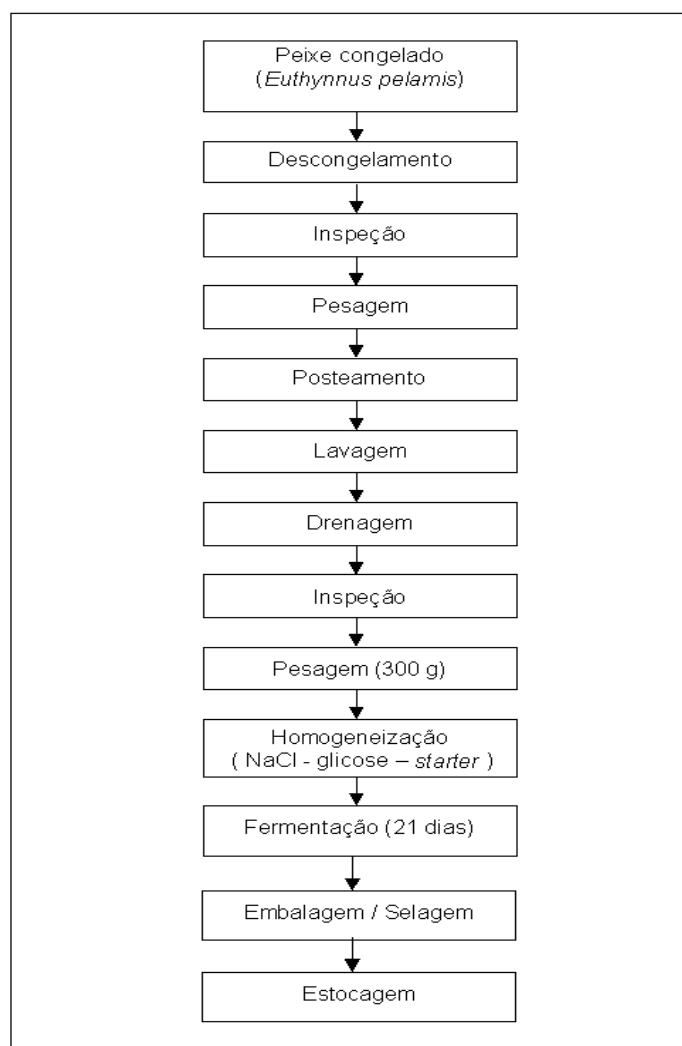 Peixe congelado
(Euthynnus pelamis)
Descongelamento
Inspeção
Pesagem
Posteamento
Lavagem
Drenagem
Inspeção
Pesagem (300 g)
Homogeneização
( NaCl - glicose – starter )
Fermentação (21 dias)
Embalagem / Selagem
Estocagem